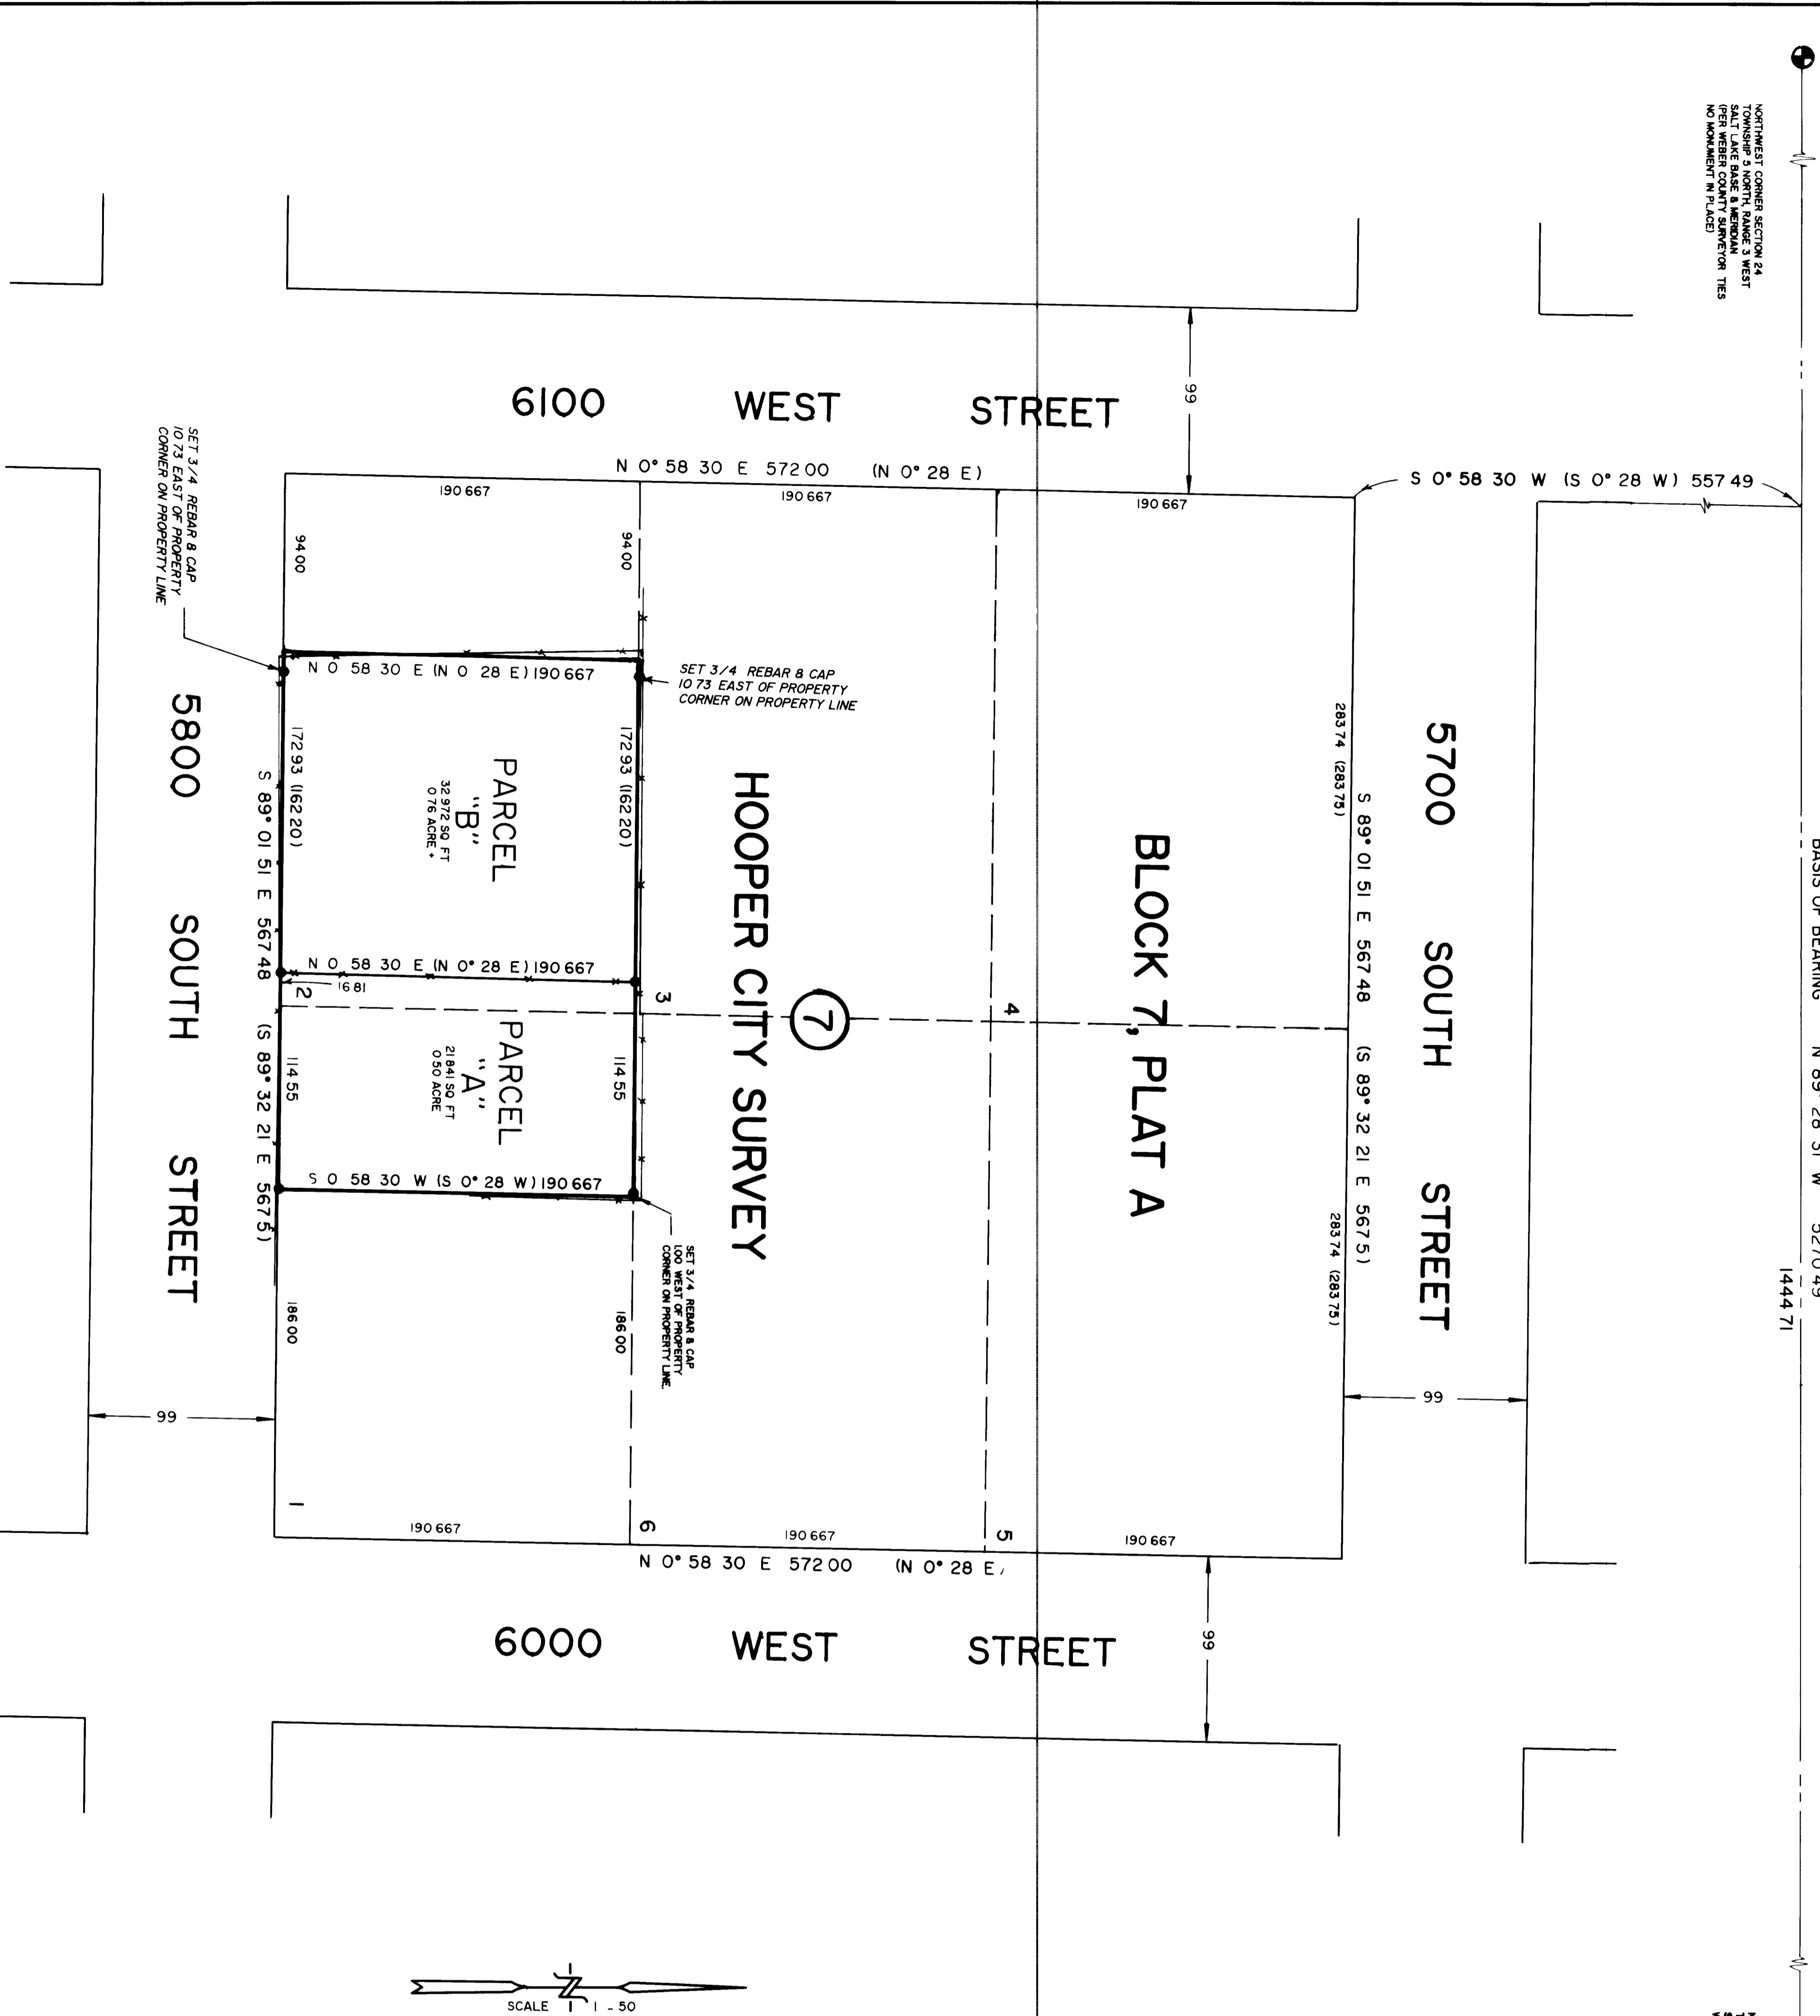 NORTHWEST CORNER SECTION 24
TOWNSHIP 5 NORTH, RANGE 3 WEST
SALT LAKE BASE & MERIDIAN
(PER WEBER COUNTY SURVEYOR TIES
NO MONUMENT IN PLACE)
BASIS OF BEARING N 89° 28 31 W 5270 49
1444 71
6100 WEST STREET
99
N 0° 58 30 E 572 00 (N 0° 28 E)
190 667
190 667
190 667
S 0° 58 30 W (S 0° 28 W) 557 49
SET 3/4 REBAR & CAP
10 73 EAST OF PROPERTY
CORNER ON PROPERTY LINE
94 00
94 00
N 0 58 30 E (N 0 28 E) 190 667
SET 3/4 REBAR & CAP
10 73 EAST OF PROPERTY
CORNER ON PROPERTY LINE
172 93 (162 20)
172 93 (162 20)
PARCEL
"B"
32 972 SQ FT
0 76 ACRE +
N 0 58 30 E (N 0° 28 E) 190 667
16 81
2
3
4
7
PARCEL
"A"
21 841 SQ FT
0 50 ACRE
114 55
114 55
S 0 58 30 W (S 0° 28 W) 190 667
SET 3/4 REBAR & CAP
1.00 WEST OF PROPERTY
CORNER ON PROPERTY LINE.
186 00
186 00
HOOPER CITY SURVEY
BLOCK 7, PLAT A
283 74 (283 75)
283 74 (283 75)
S 89° 01 51 E 567 48 (S 89° 32 21 E 567 5)
5700 SOUTH STREET
99
S 89° 01 51 E 567 48 (S 89° 32 21 E 567 5)
5800 SOUTH STREET
99
1
6
5
190 667
190 667
190 667
N 0° 58 30 E 572 00 (N 0° 28 E)
6000 WEST STREET
99
SCALE 1 - 50